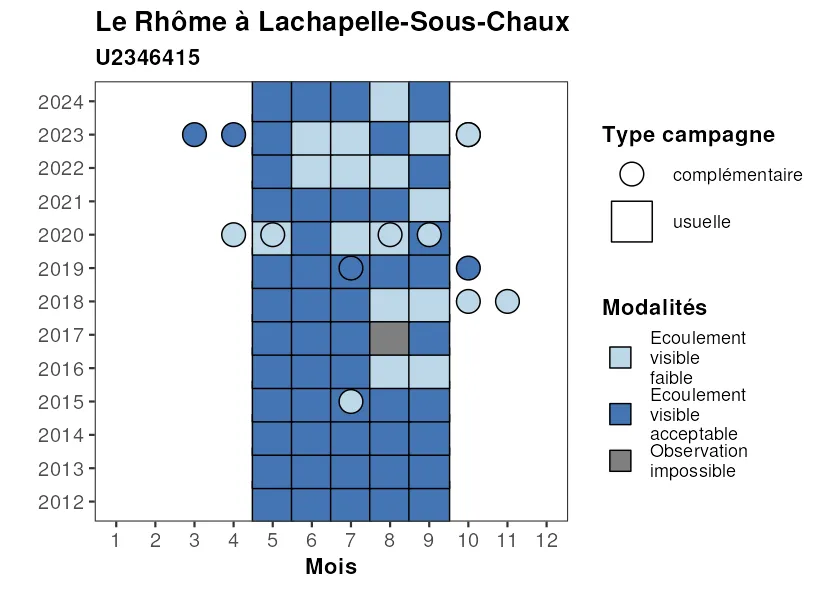 Le Rhôme à Lachapelle-Sous-Chaux
U2346415
2024
2023
2022
2021
2020
2019
2018
2017
2016
2015
2014
2013
2012
1 2 3 4 5 6 7 8 9 10 11 12
Mois
Type campagne
complémentaire
usuelle
Modalités
Ecoulement
visible
faible
Ecoulement
visible
acceptable
Observation
impossible